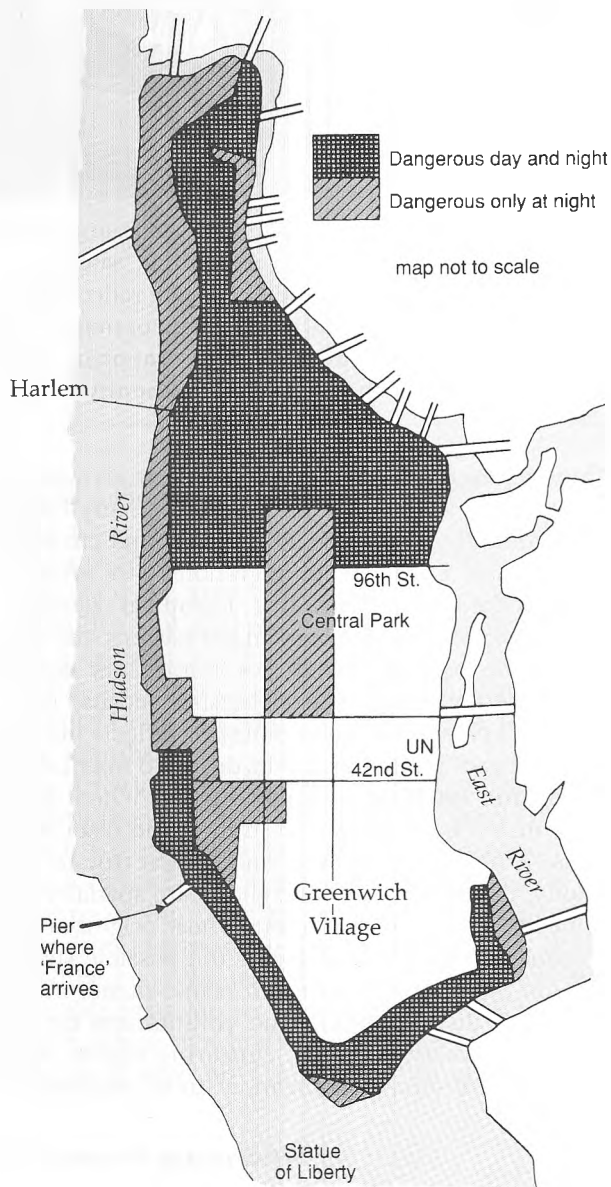 Dangerous day and night
Dangerous only at night
map not to scale
Harlem
River
Hudson
96th St.
Central Park
UN
42nd St.
East
River
Greenwich
Village
Pier
where
'France'
arrives
Statue
of Liberty